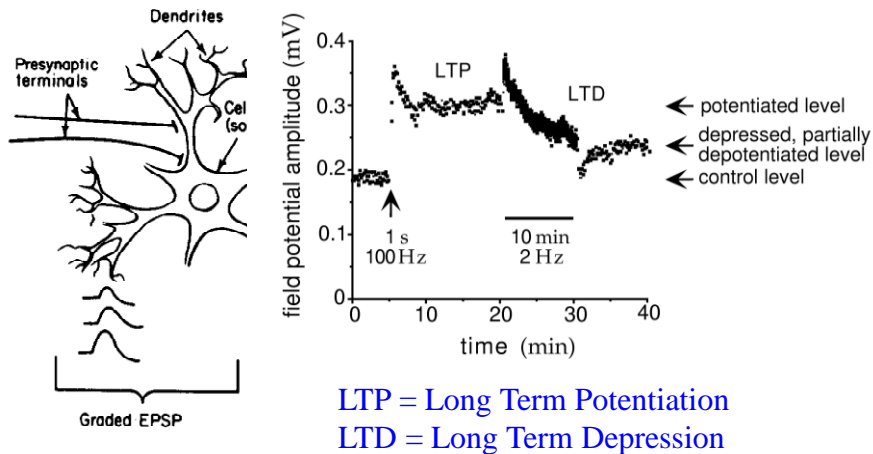 Dendrites
Presynaptic
terminals
Cel
(so
Graded EPSP
field potential amplitude (mV)
0.4
0.3
0.2
0.1
0
LTP
LTD
1 s
100 Hz
10 min
2 Hz
0
10
20
30
40
time (min)
potentiated level
depressed, partially
depotentiated level
control level
LTP = Long Term Potentiation
LTD = Long Term Depression